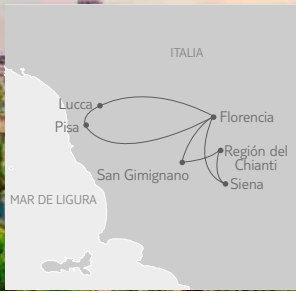 ITALIA
Lucca
Florencia
Pisa
Región del
Chianti
San Gimignano
Siena
MAR DE LIGURA